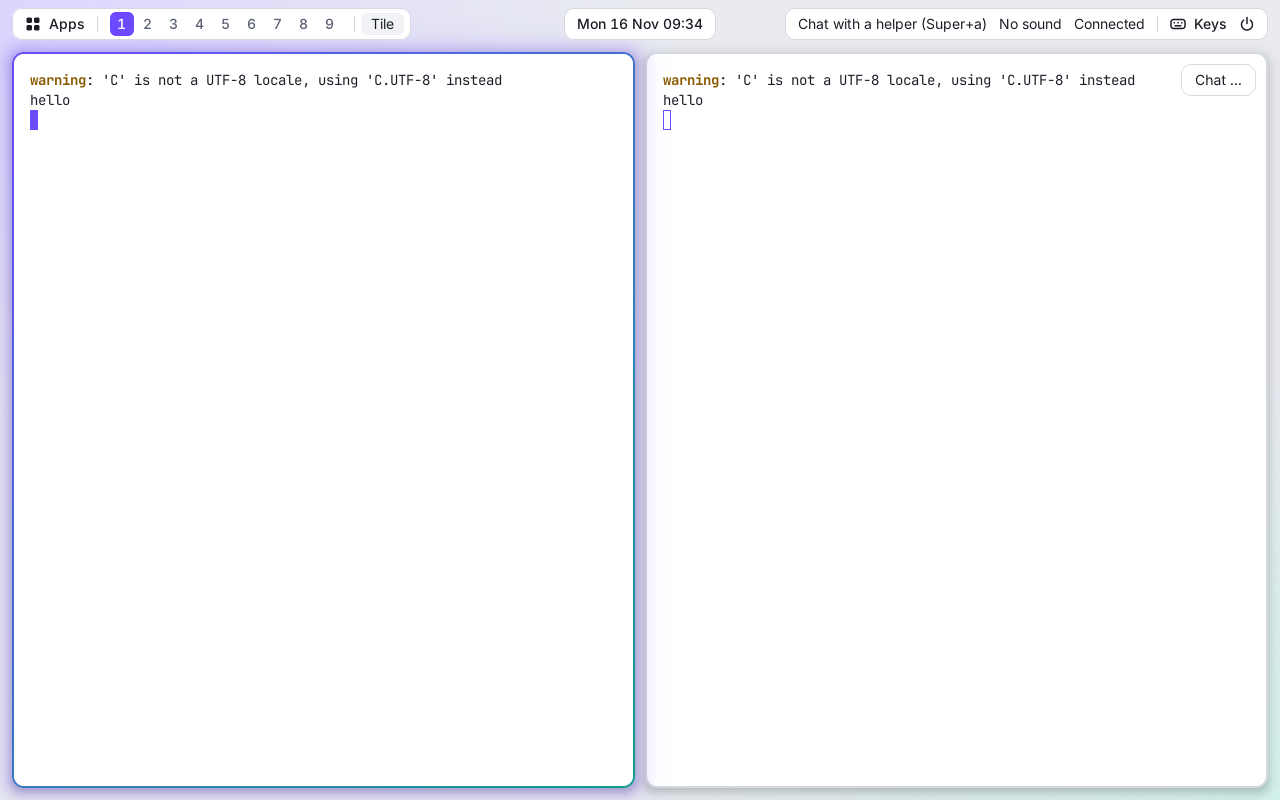 Apps 1 2 3 4 5 6 7 8 9 Tile Mon 16 Nov 09:34 Chat with a helper (Super+a) No sound Connected Keys
warning: 'C' is not a UTF-8 locale, using 'C.UTF-8' instead
hello
warning: 'C' is not a UTF-8 locale, using 'C.UTF-8' instead
hello
Chat ...